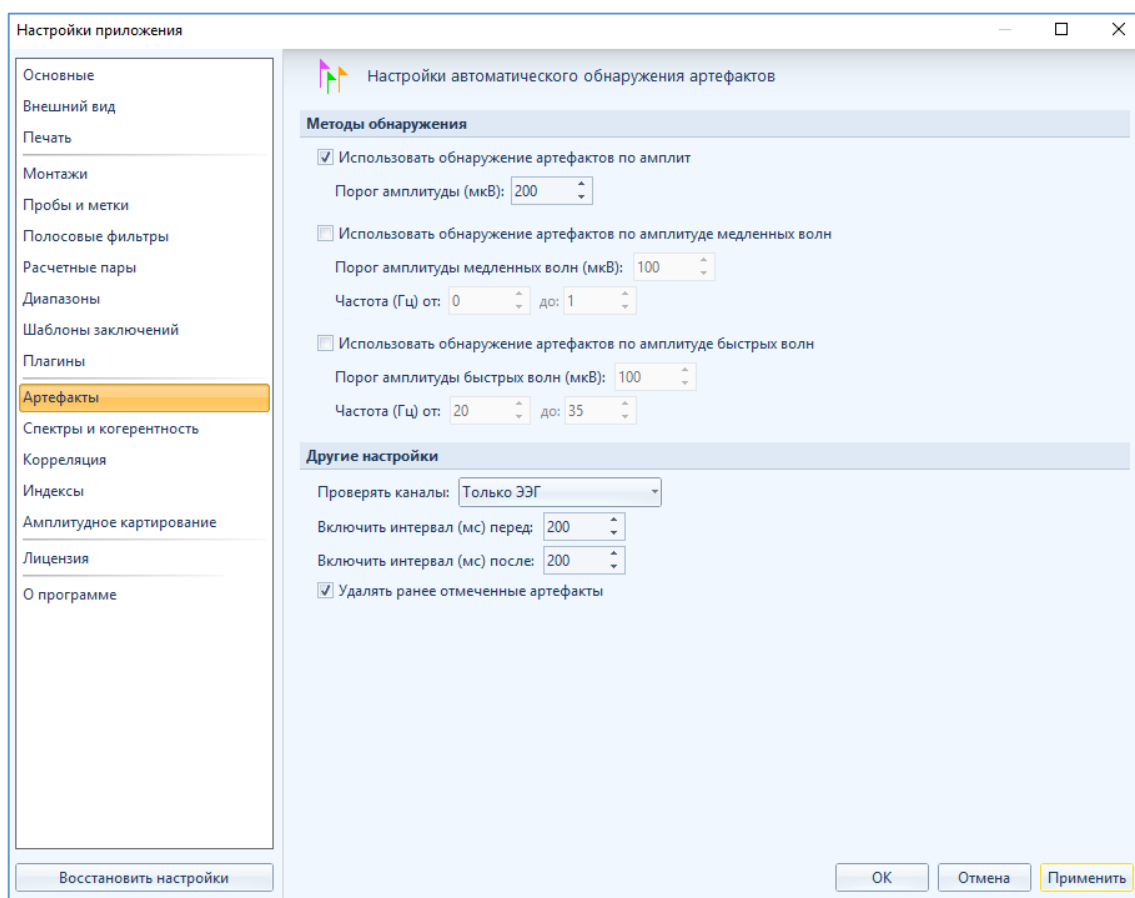 Настройки приложения
Основные
Внешний вид
Печать
Монтажи
Пробы и метки
Полосовые фильтры
Расчетные пары
Диапазоны
Шаблоны заключений
Плагины
Артефакты
Спектры и когерентность
Корреляция
Индексы
Амплитудное картирование
Лицензия
О программе
Восстановить настройки
Настройки автоматического обнаружения артефактов
Методы обнаружения
Использовать обнаружение артефактов по амплит
Порог амплитуды (мкВ): 200
Использовать обнаружение артефактов по амплитуде медленных волн
Порог амплитуды медленных волн (мкВ): 100
Частота (Гц) от: 0 до: 1
Использовать обнаружение артефактов по амплитуде быстрых волн
Порог амплитуды быстрых волн (мкВ): 100
Частота (Гц) от: 20 до: 35
Другие настройки
Проверять каналы: Только ЭЭГ
Включить интервал (мс) перед: 200
Включить интервал (мс) после: 200
Удалять ранее отмеченные артефакты
OK Отмена Применить